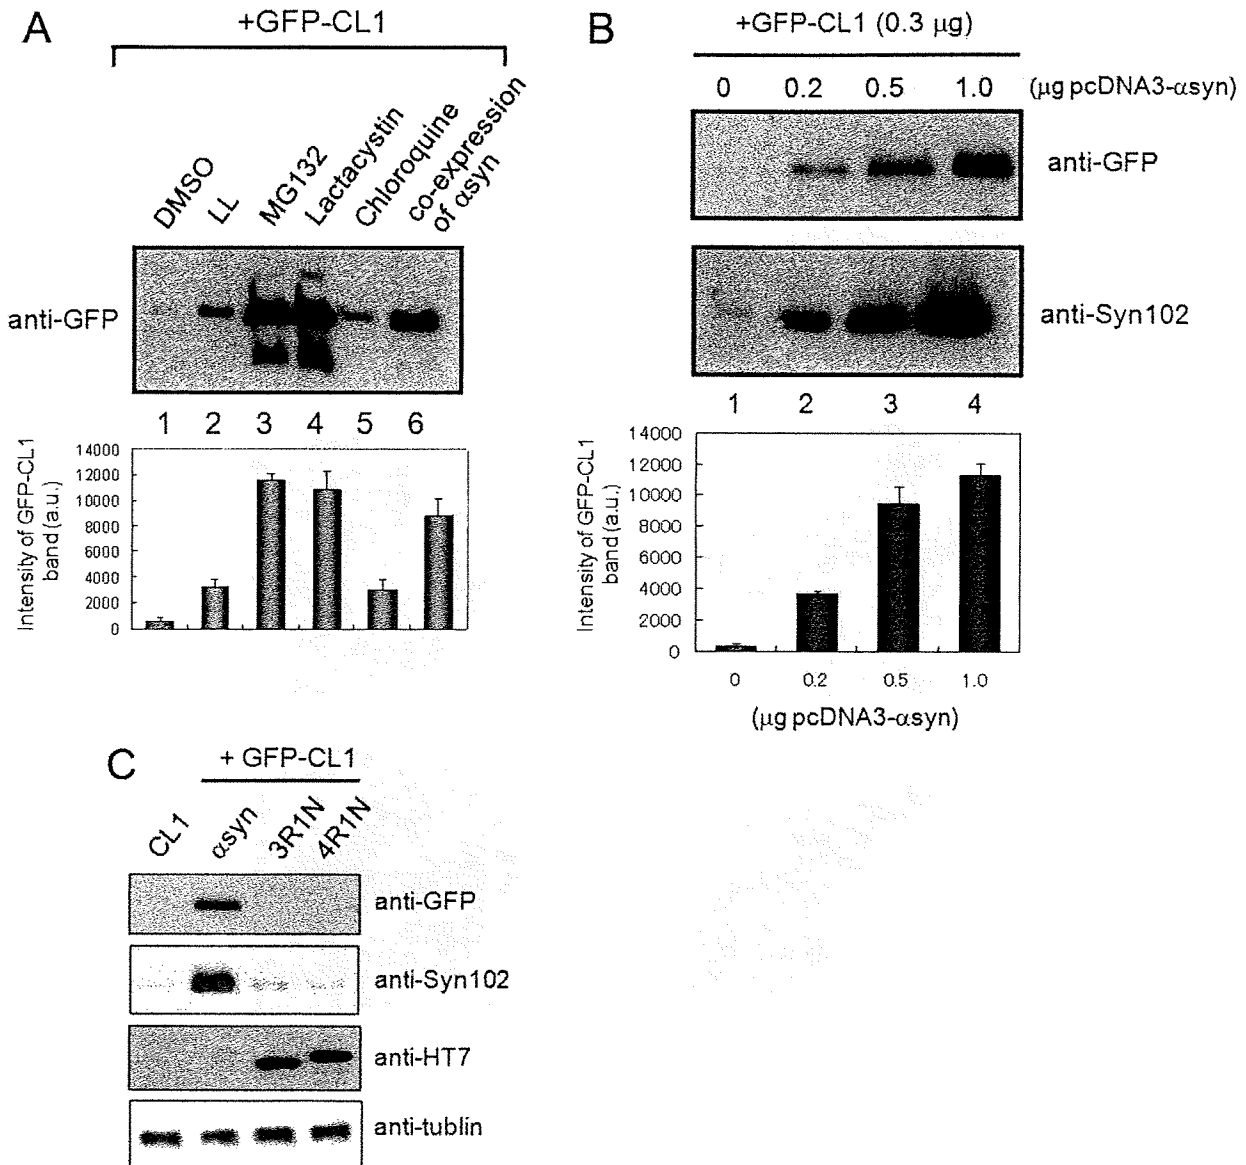 A
+GFP-CL1
DMSO
LL
MG132
Lactacystin
Chloroquine
co-expression
of αsyn
anti-GFP
1 2 3 4 5 6
Intensity of GFP-CL1
band (a.u.)
14000
12000
10000
8000
6000
4000
2000
0
B
+GFP-CL1 (0.3 μg)
0 0.2 0.5 1.0 (μg pcDNA3-αsyn)
anti-GFP
anti-Syn102
1 2 3 4
Intensity of GFP-CL1
band (a.u.)
14000
12000
10000
8000
6000
4000
2000
0
0 0.2 0.5 1.0
(μg pcDNA3-αsyn)
C
+ GFP-CL1
CL1
αsyn
3R1N
4R1N
anti-GFP
anti-Syn102
anti-HT7
anti-tublin